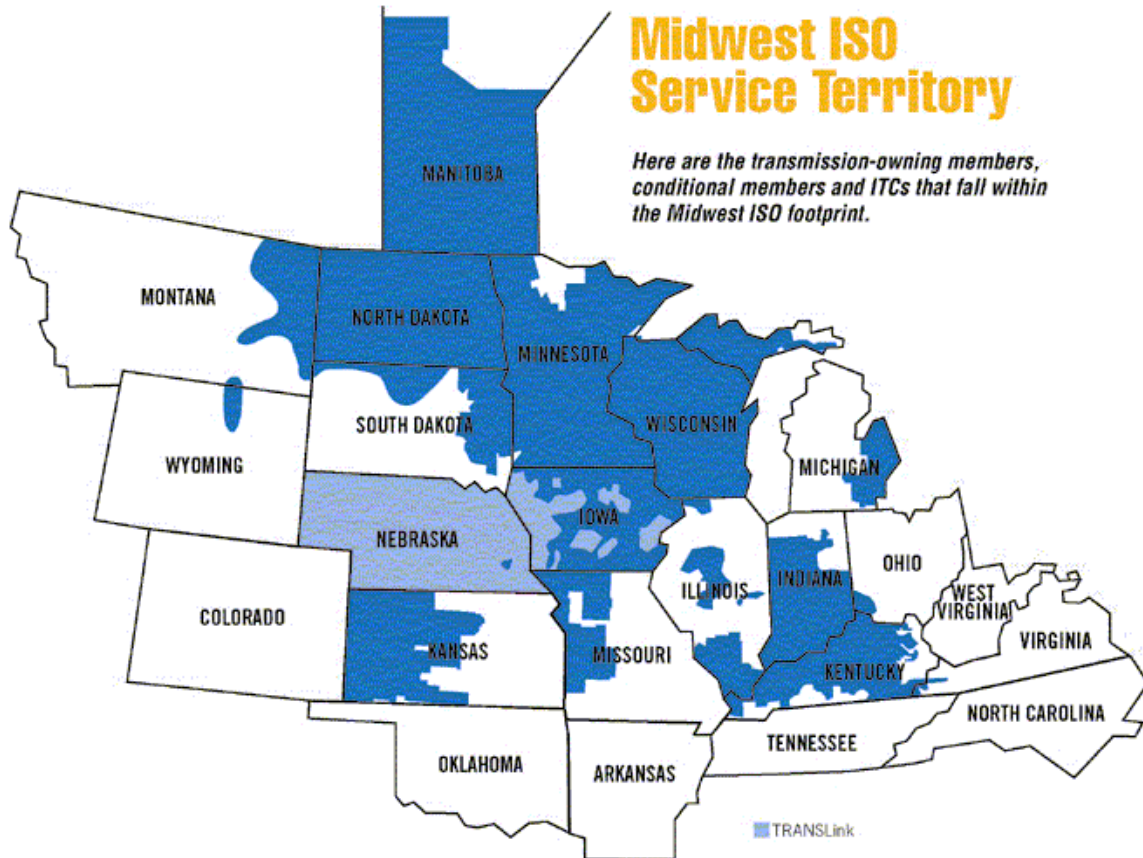 Midwest ISO
Service Territory
Here are the transmission-owning members,
conditional members and ITCs that fall within
the Midwest ISO footprint.
MANITOBA
MONTANA
NORTH DAKOTA
MINNESOTA
SOUTH DAKOTA
WISCONSIN
WYOMING
MICHIGAN
NEBRASKA
IOWA
ILLINOIS
INDIANA
OHIO
COLORADO
WEST
VIRGINIA
KANSAS
MISSOURI
VIRGINIA
KENTUCKY
NORTH CAROLINA
TENNESSEE
OKLAHOMA
ARKANSAS
TRANSLink